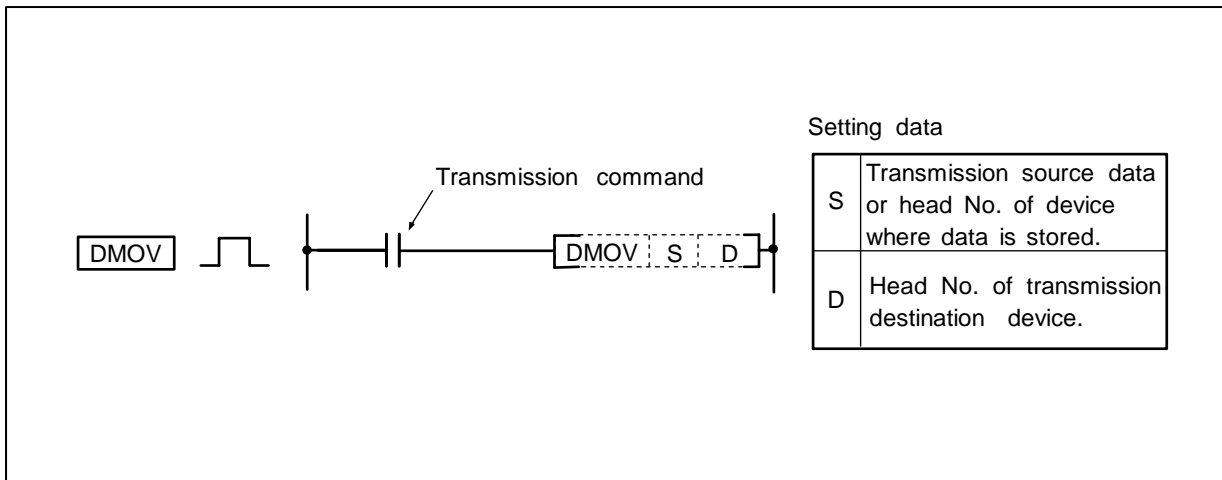 Setting data
Transmission command
S
Transmission source data
or head No. of device
where data is stored.
DMOV
DMOV S D
D
Head No. of transmission
destination device.